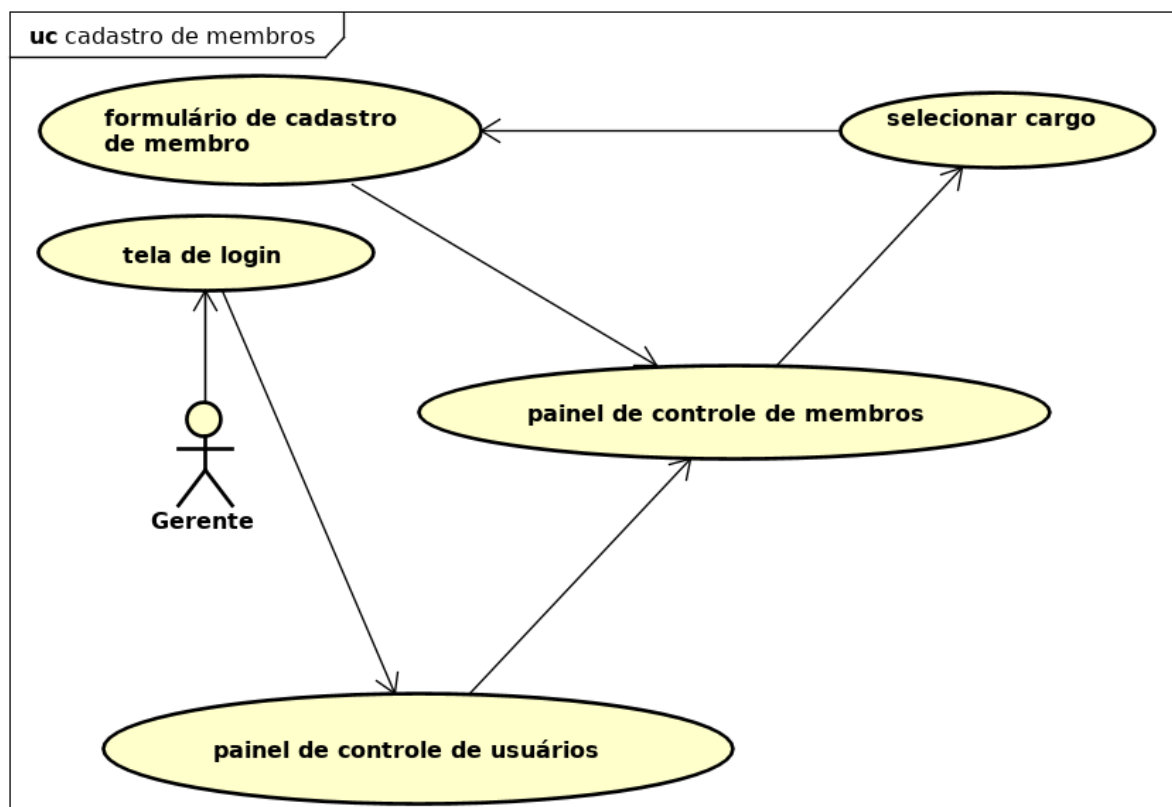 uc cadastro de membros
formulário de cadastro
de membro
selecionar cargo
tela de login
painel de controle de membros
Gerente
painel de controle de usuários